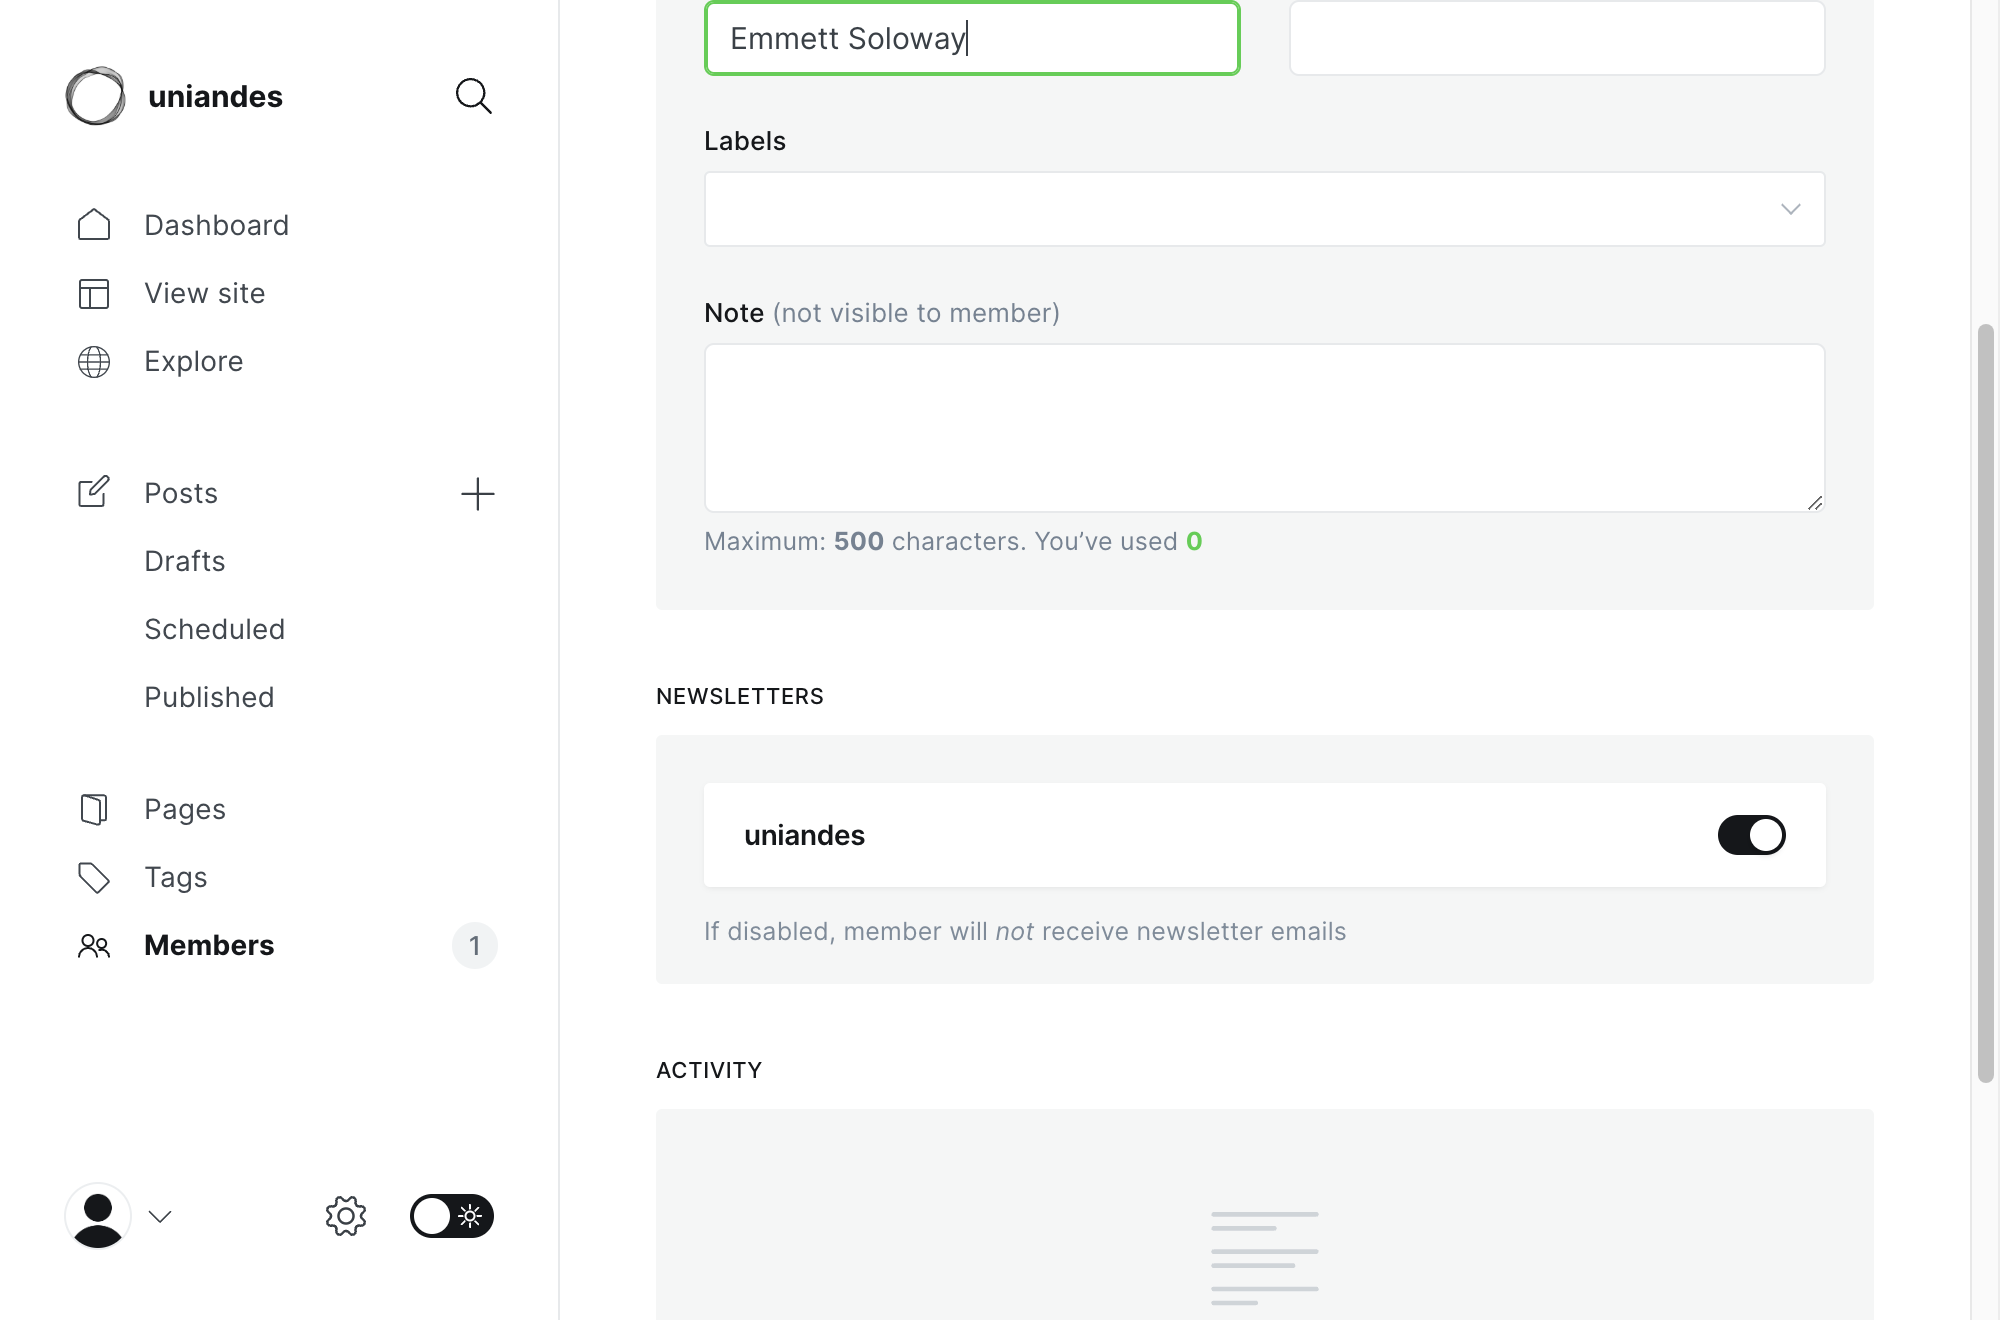 uniandes
Dashboard
View site
Explore
Posts
Drafts
Scheduled
Published
Pages
Tags
Members
1
Emmett Soloway
Labels
Note (not visible to member)
Maximum: 500 characters. You’ve used 0
NEWSLETTERS
uniandes
If disabled, member will not receive newsletter emails
ACTIVITY